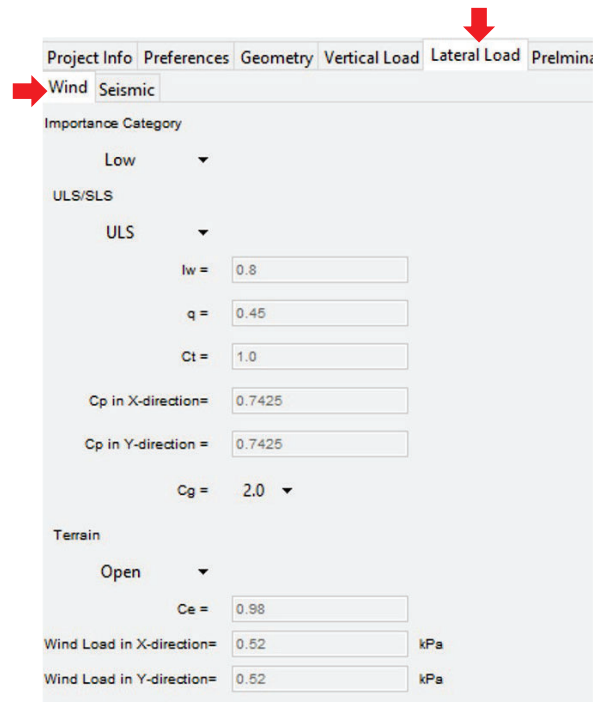 Project Info Preferences Geometry Vertical Load Lateral Load Prelmina
Wind Seismic
Importance Category
Low
ULS/SLS
ULS
Iw = 0.8
q = 0.45
Ct = 1.0
Cp in X-direction= 0.7425
Cp in Y-direction = 0.7425
Cg = 2.0
Terrain
Open
Ce = 0.98
Wind Load in X-direction= 0.52 kPa
Wind Load in Y-direction= 0.52 kPa